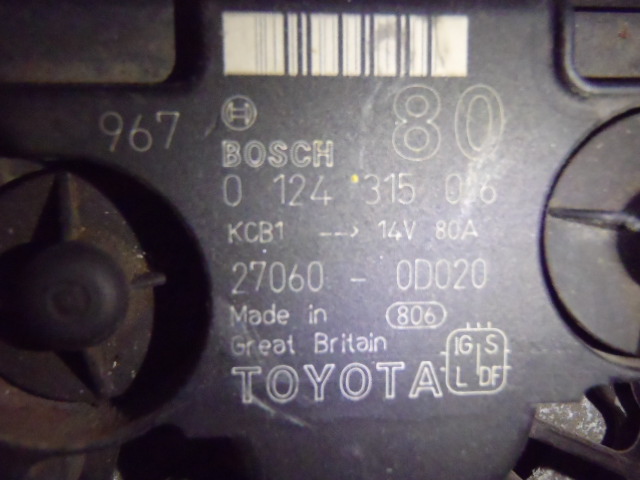 967 80
BOSCH
0 124 315 016
KCB1 --> 14V 80A
27060 - 0D020
Made in 806
Great Britain
TOYOTA
IG S
L DF